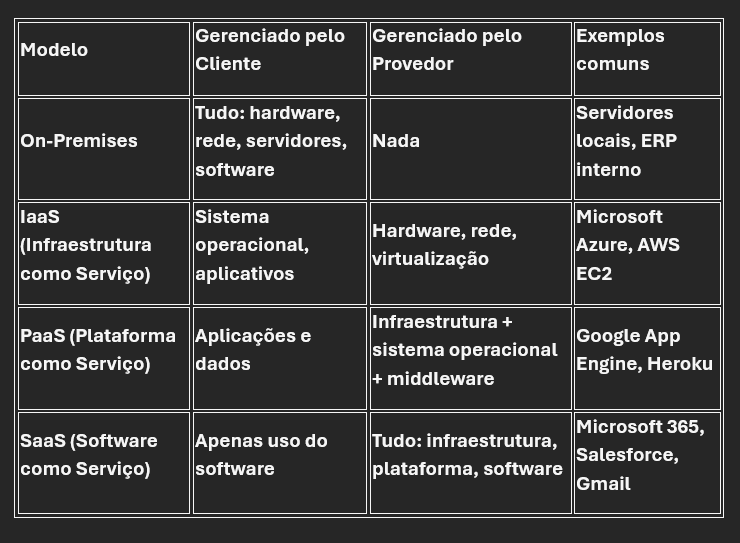 Modelo
Gerenciado pelo
Cliente
Gerenciado pelo
Provedor
Exemplos
comuns
On-Premises
Tudo: hardware,
rede, servidores,
software
Nada
Servidores
locais, ERP
interno
IaaS
(Infraestrutura
como Serviço)
Sistema
operacional,
aplicativos
Hardware, rede,
virtualização
Microsoft
Azure, AWS
EC2
PaaS (Plataforma
como Serviço)
Aplicações e
dados
Infraestrutura +
sistema operacional
+ middleware
Google App
Engine, Heroku
SaaS (Software
como Serviço)
Apenas uso do
software
Tudo: infraestrutura,
plataforma, software
Microsoft 365,
Salesforce,
Gmail